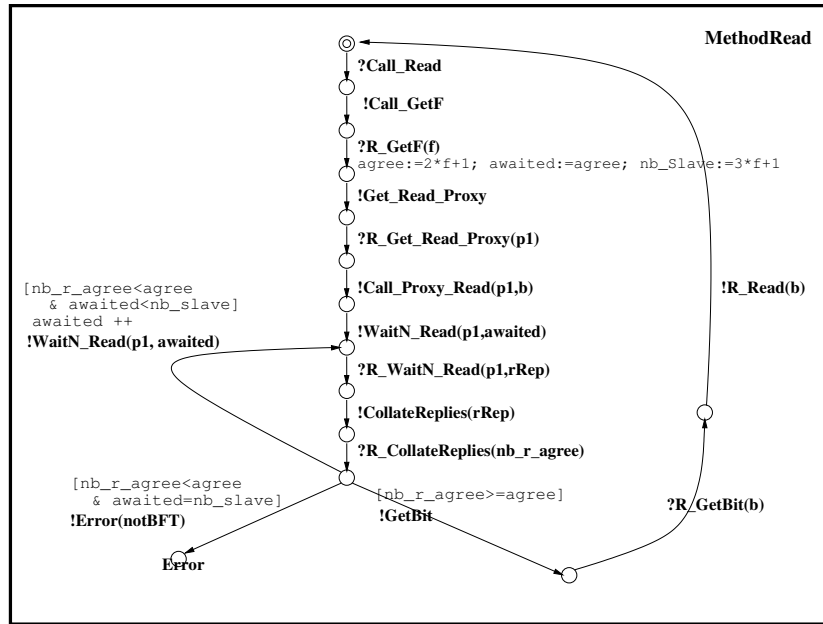 MethodRead
?Call_Read
!Call_GetF
?R_GetF(f)
agree:=2*f+1; awaited:=agree; nb_Slave:=3*f+1
!Get_Read_Proxy
?R_Get_Read_Proxy(p1)
!Call_Proxy_Read(p1,b)
!R_Read(b)
[nb_r_agree<agree
& awaited<nb_slave]
awaited ++
!WaitN_Read(p1, awaited)
!WaitN_Read(p1,awaited)
?R_WaitN_Read(p1,rRep)
!CollateReplies(rRep)
?R_CollateReplies(nb_r_agree)
[nb_r_agree<agree
& awaited=nb_slave]
!Error(notBFT)
[nb_r_agree>=agree]
!GetBit
?R_GetBit(b)
Error